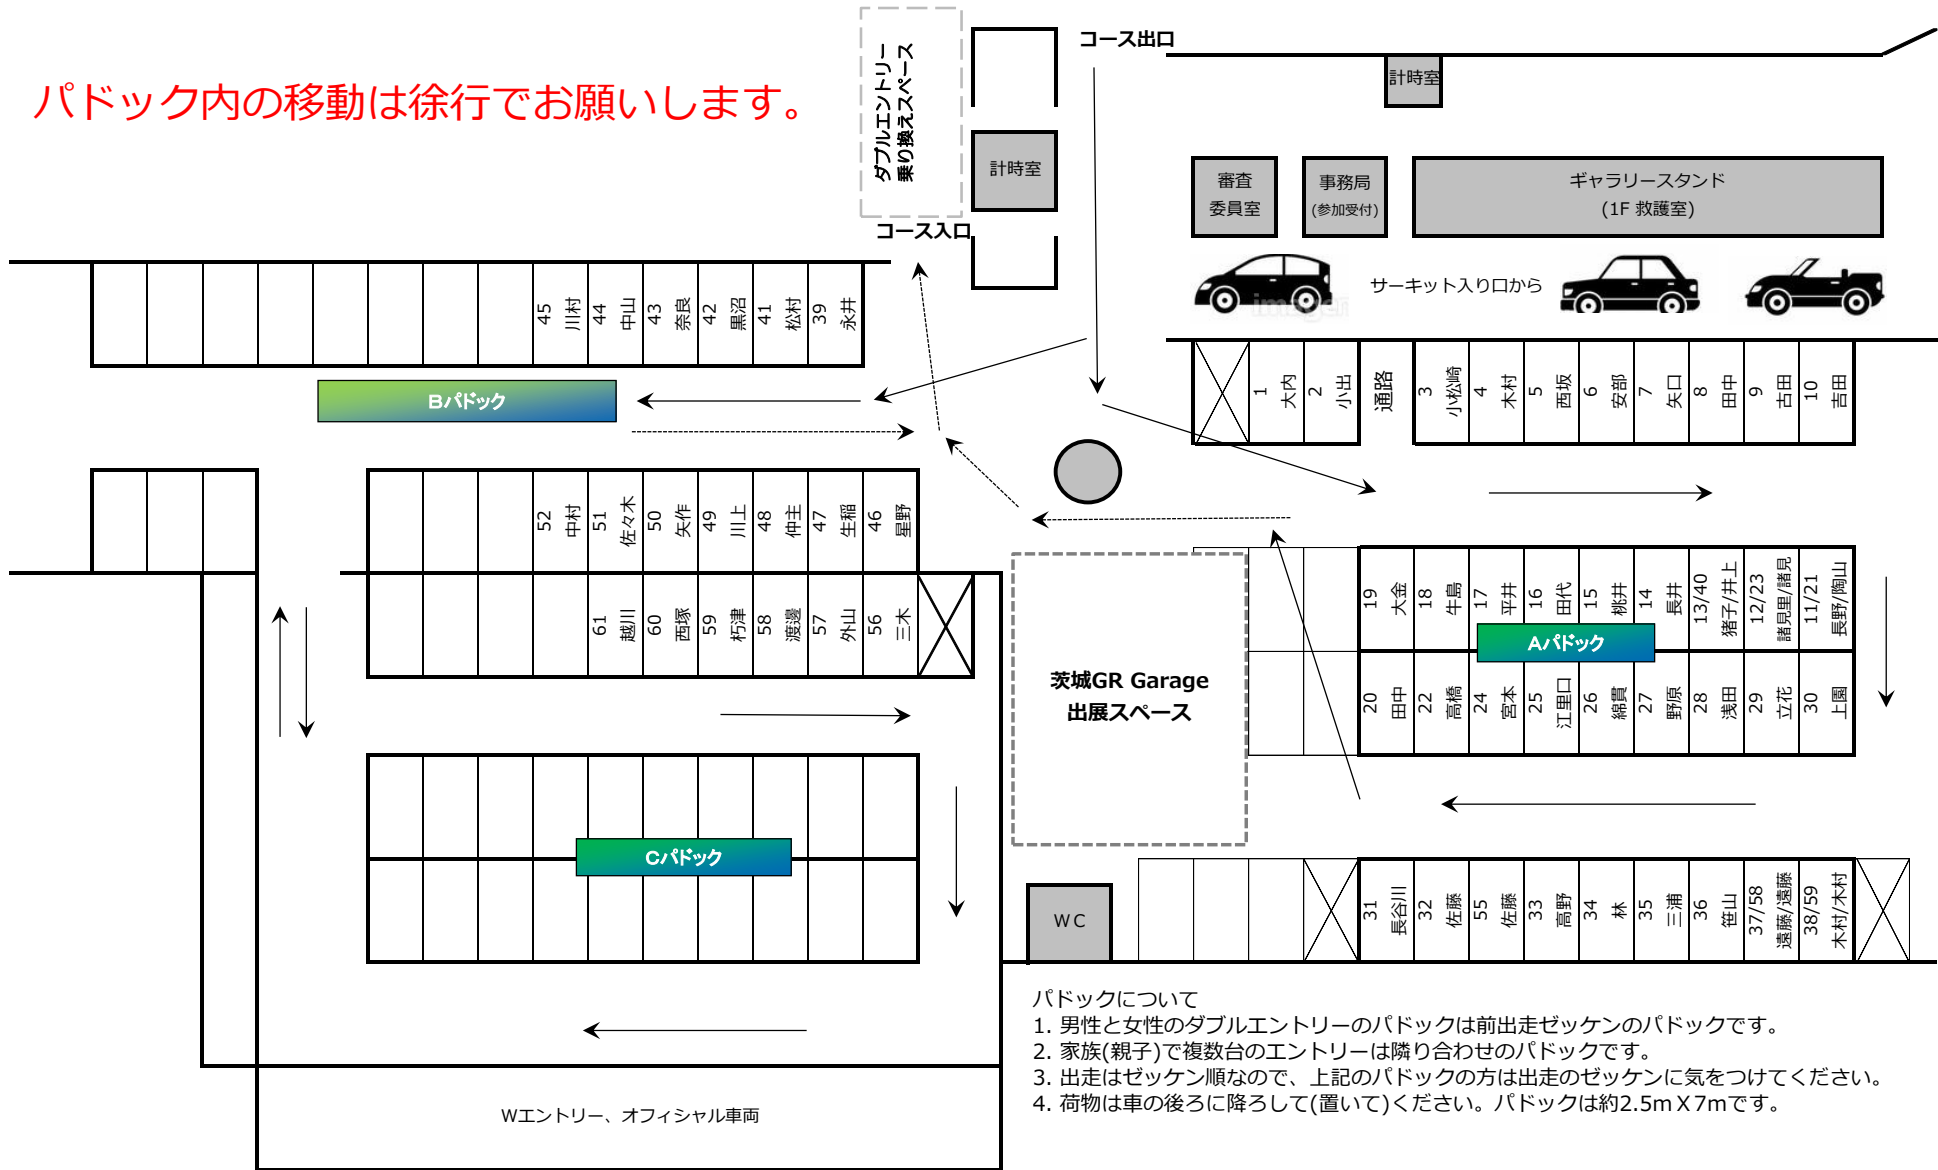 パドック内の移動は徐行でお願いします。
ダブルエントリー
乗り換えスペース
コース出口
計時室
計時室
コース入口
審査
委員室
事務局
(参加受付)
ギャラリースタンド
(1F 救護室)
サーキット入り口から
45 川村
44 中山
43 奈良
42 黒沼
41 松村
39 永井
Bパドック
1 大内
2 小出
通路
3 小松崎
4 木村
5 西坂
6 安部
7 矢口
8 田中
9 古田
10 吉田
52 中村
51 佐々木
50 矢作
49 川上
48 仲主
47 生稲
46 星野
61 越川
60 西塚
59 朽津
58 渡邊
57 外山
56 三木
19 大金
18 牛島
17 平井
16 田代
15 桃井
14 長井
13/40 猪子/井上
12/23 諸見里/諸見
11/21 長野/陶山
Aパドック
20 田中
22 高橋
24 宮本
25 江里口
26 綿貫
27 野原
28 浅田
29 立花
30 上園
茨城GR Garage
出展スペース
Cパドック
WC
31 長谷川
32 佐藤
55 佐藤
33 高野
34 林
35 三浦
36 笹山
37/58 遠藤/遠藤
38/59 木村/木村
パドックについて
1. 男性と女性のダブルエントリーのパドックは前出走ゼッケンのパドックです。
2. 家族(親子)で複数台のエントリーは隣り合わせのパドックです。
3. 出走はゼッケン順なので、上記のパドックの方は出走のゼッケンに気をつけてください。
4. 荷物は車の後ろに降ろして(置いて)ください。パドックは約2.5m X 7mです。
Wエントリー、オフィシャル車両